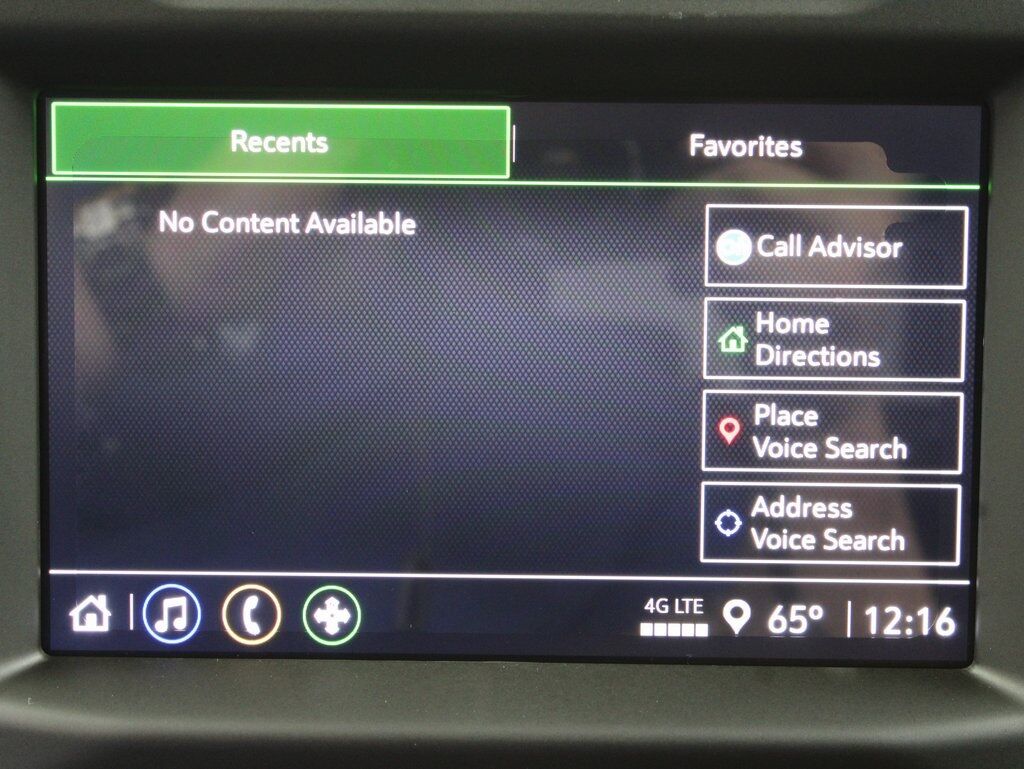 Recents
Favorites
No Content Available
Call Advisor
Home
Directions
Place
Voice Search
Address
Voice Search
4G LTE
65°
12:16